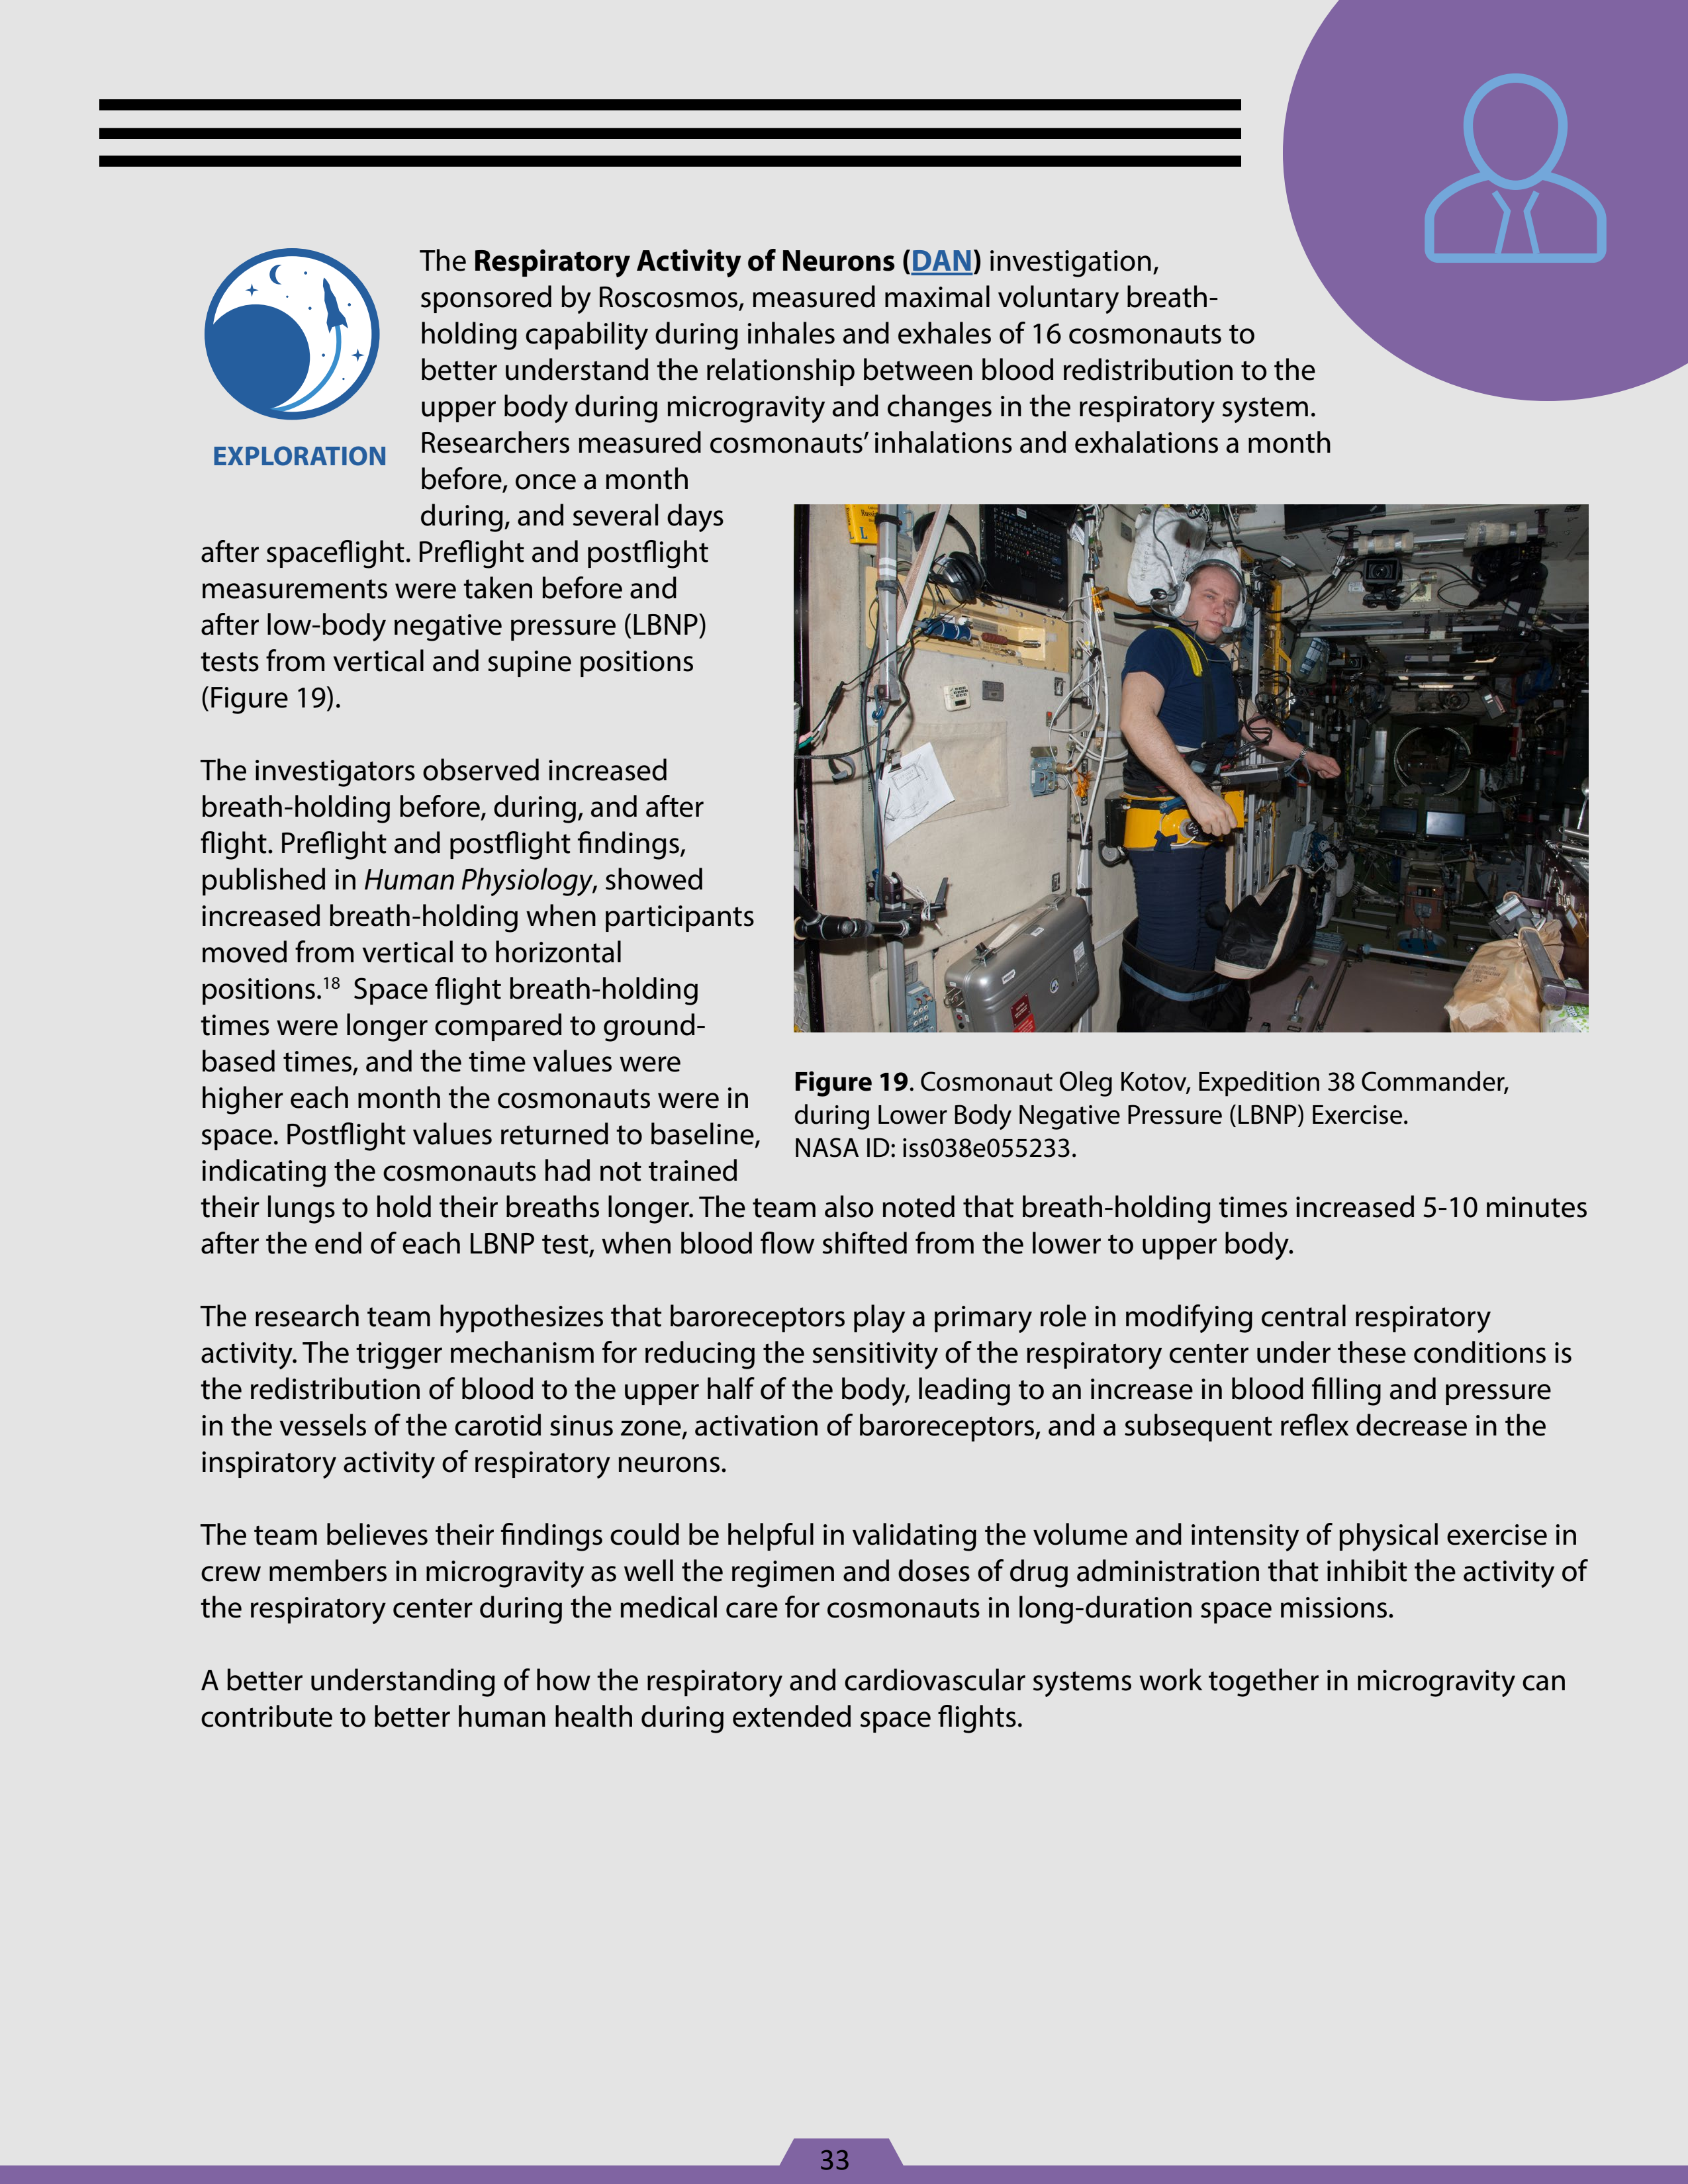 The Respiratory Activity of Neurons (DAN) investigation,
sponsored by Roscosmos, measured maximal voluntary breath-
holding capability during inhales and exhales of 16 cosmonauts to
better understand the relationship between blood redistribution to the
upper body during microgravity and changes in the respiratory system.
Researchers measured cosmonauts’ inhalations and exhalations a month
EXPLORATION
before, once a month
during, and several days
after spaceflight. Preflight and postflight
measurements were taken before and
after low-body negative pressure (LBNP)
tests from vertical and supine positions
(Figure 19).
The investigators observed increased
breath-holding before, during, and after
flight. Preflight and postflight findings,
published in Human Physiology, showed
increased breath-holding when participants
moved from vertical to horizontal
positions.18 Space flight breath-holding
times were longer compared to ground-
based times, and the time values were
higher each month the cosmonauts were in
space. Postflight values returned to baseline,
indicating the cosmonauts had not trained
their lungs to hold their breaths longer. The team also noted that breath-holding times increased 5-10 minutes
after the end of each LBNP test, when blood flow shifted from the lower to upper body.
Figure 19. Cosmonaut Oleg Kotov, Expedition 38 Commander,
during Lower Body Negative Pressure (LBNP) Exercise.
NASA ID: iss038e055233.
The research team hypothesizes that baroreceptors play a primary role in modifying central respiratory
activity. The trigger mechanism for reducing the sensitivity of the respiratory center under these conditions is
the redistribution of blood to the upper half of the body, leading to an increase in blood filling and pressure
in the vessels of the carotid sinus zone, activation of baroreceptors, and a subsequent reflex decrease in the
inspiratory activity of respiratory neurons.
The team believes their findings could be helpful in validating the volume and intensity of physical exercise in
crew members in microgravity as well the regimen and doses of drug administration that inhibit the activity of
the respiratory center during the medical care for cosmonauts in long-duration space missions.
A better understanding of how the respiratory and cardiovascular systems work together in microgravity can
contribute to better human health during extended space flights.
33